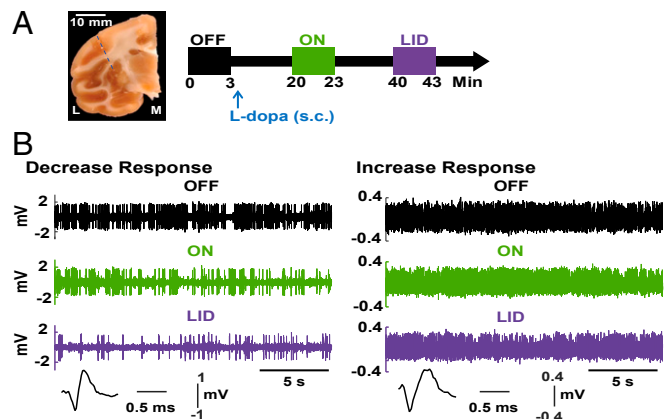 A
10 mm
L M
OFF ON LID
0 3 20 23 40 43 Min
L-dopa (s.c.)
B
Decrease Response
OFF
2
mV
-2
ON
2
mV
-2
LID
2
mV
-2
5 s
0.5 ms
1
mV
-1
Increase Response
OFF
0.4
-0.4
ON
0.4
-0.4
LID
0.4
-0.4
5 s
0.5 ms
0.4
mV
-0.4